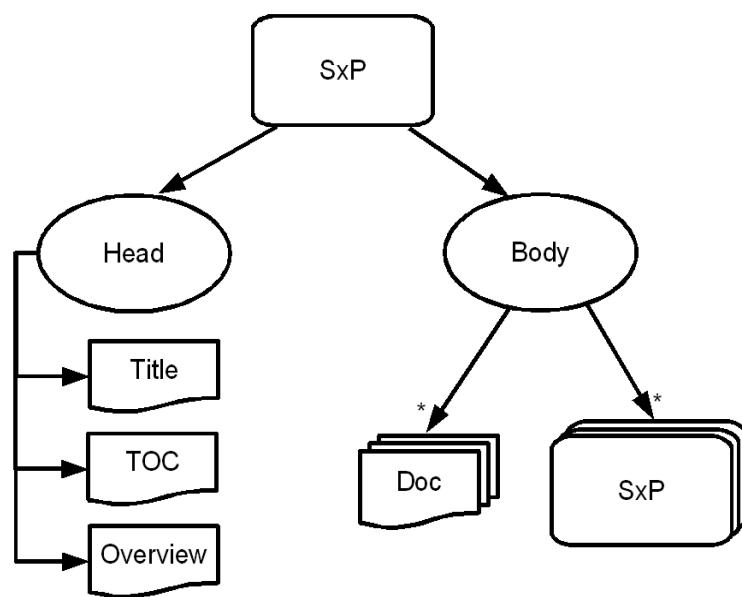 SxP
Head
Body
Title
TOC
Overview
*
Doc
*
SxP